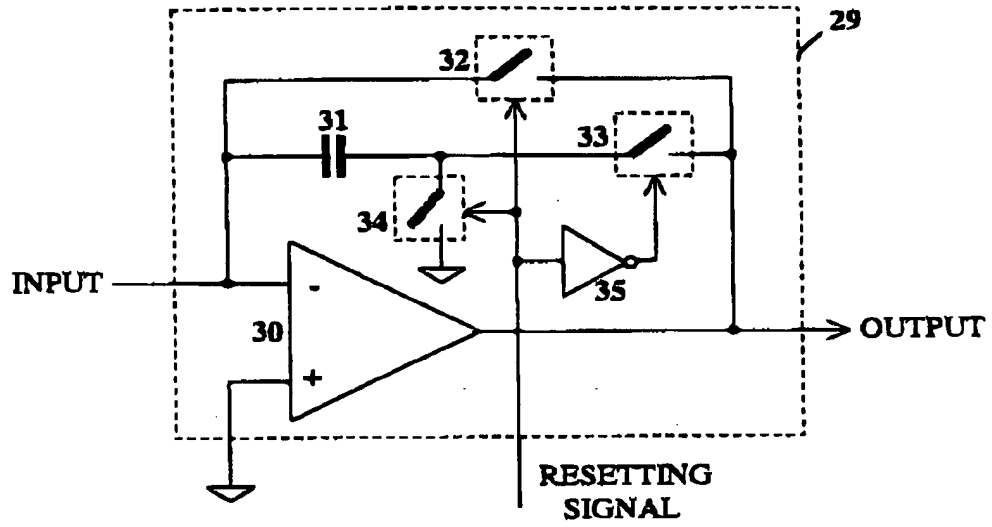 29
32
31
33
34
35
INPUT
-
30
+
OUTPUT
RESETTING
SIGNAL